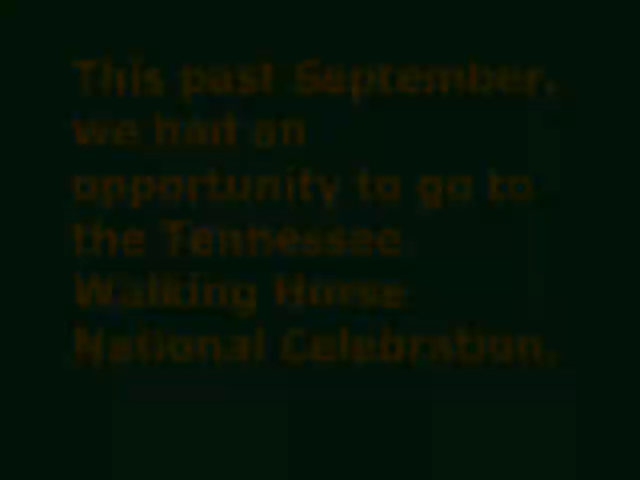 This past September,
we had an
opportunity to go to
the Tennessee
Walking Horse
National Celebration.